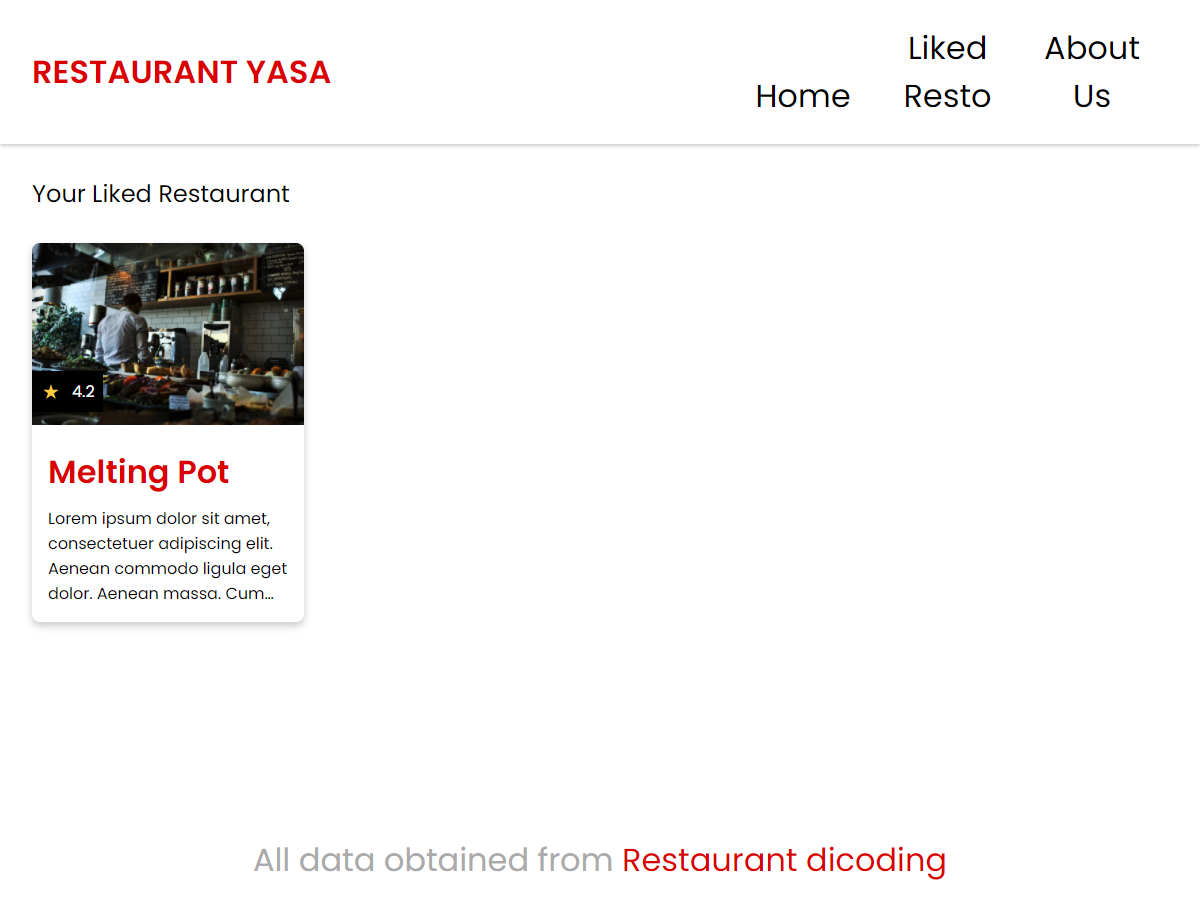 RESTAURANT YASA
Home
Liked
Resto
About
Us
Your Liked Restaurant
4.2
Melting Pot
Lorem ipsum dolor sit amet,
consectetuer adipiscing elit.
Aenean commodo ligula eget
dolor. Aenean massa. Cum...
All data obtained from Restaurant dicoding